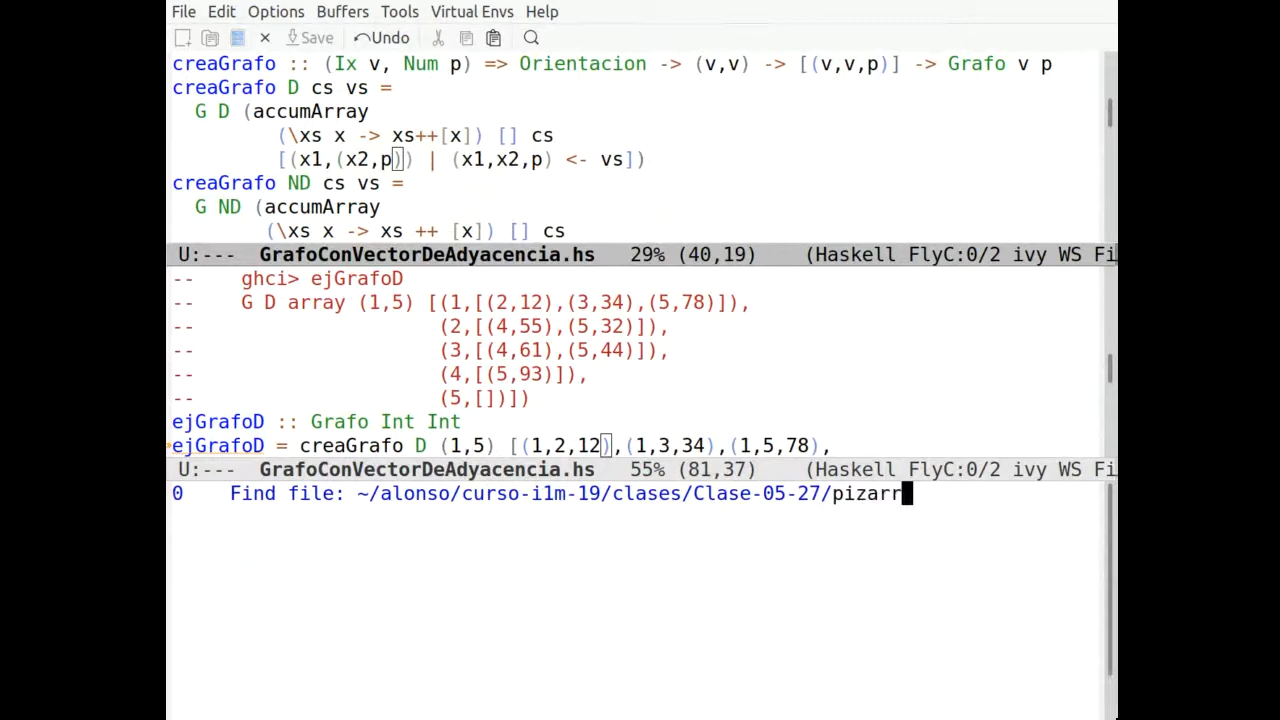 File Edit Options Buffers Tools Virtual Envs Help
Save Undo
creaGrafo :: (Ix v, Num p) => Orientacion -> (v,v) -> [(v,v,p)] -> Grafo v p
creaGrafo D cs vs =
  G D (accumArray
         (\xs x -> xs++[x]) [] cs
         [(x1,(x2,p)) | (x1,x2,p) <- vs])
creaGrafo ND cs vs =
  G ND (accumArray
        (\xs x -> xs ++ [x]) [] cs
U:---  GrafoConVectorDeAdyacencia.hs   29% (40,19)    (Haskell FlyC:0/2 ivy WS Fi
--    ghci> ejGrafoD
--    G D array (1,5) [(1,[(2,12),(3,34),(5,78)]),
--                     (2,[(4,55),(5,32)]),
--                     (3,[(4,61),(5,44)]),
--                     (4,[(5,93)]),
--                     (5,[])])
ejGrafoD :: Grafo Int Int
ejGrafoD = creaGrafo D (1,5) [(1,2,12),(1,3,34),(1,5,78),
U:---  GrafoConVectorDeAdyacencia.hs   55% (81,37)    (Haskell FlyC:0/2 ivy WS Fi
0    Find file: ~/alonso/curso-i1m-19/clases/Clase-05-27/pizarr